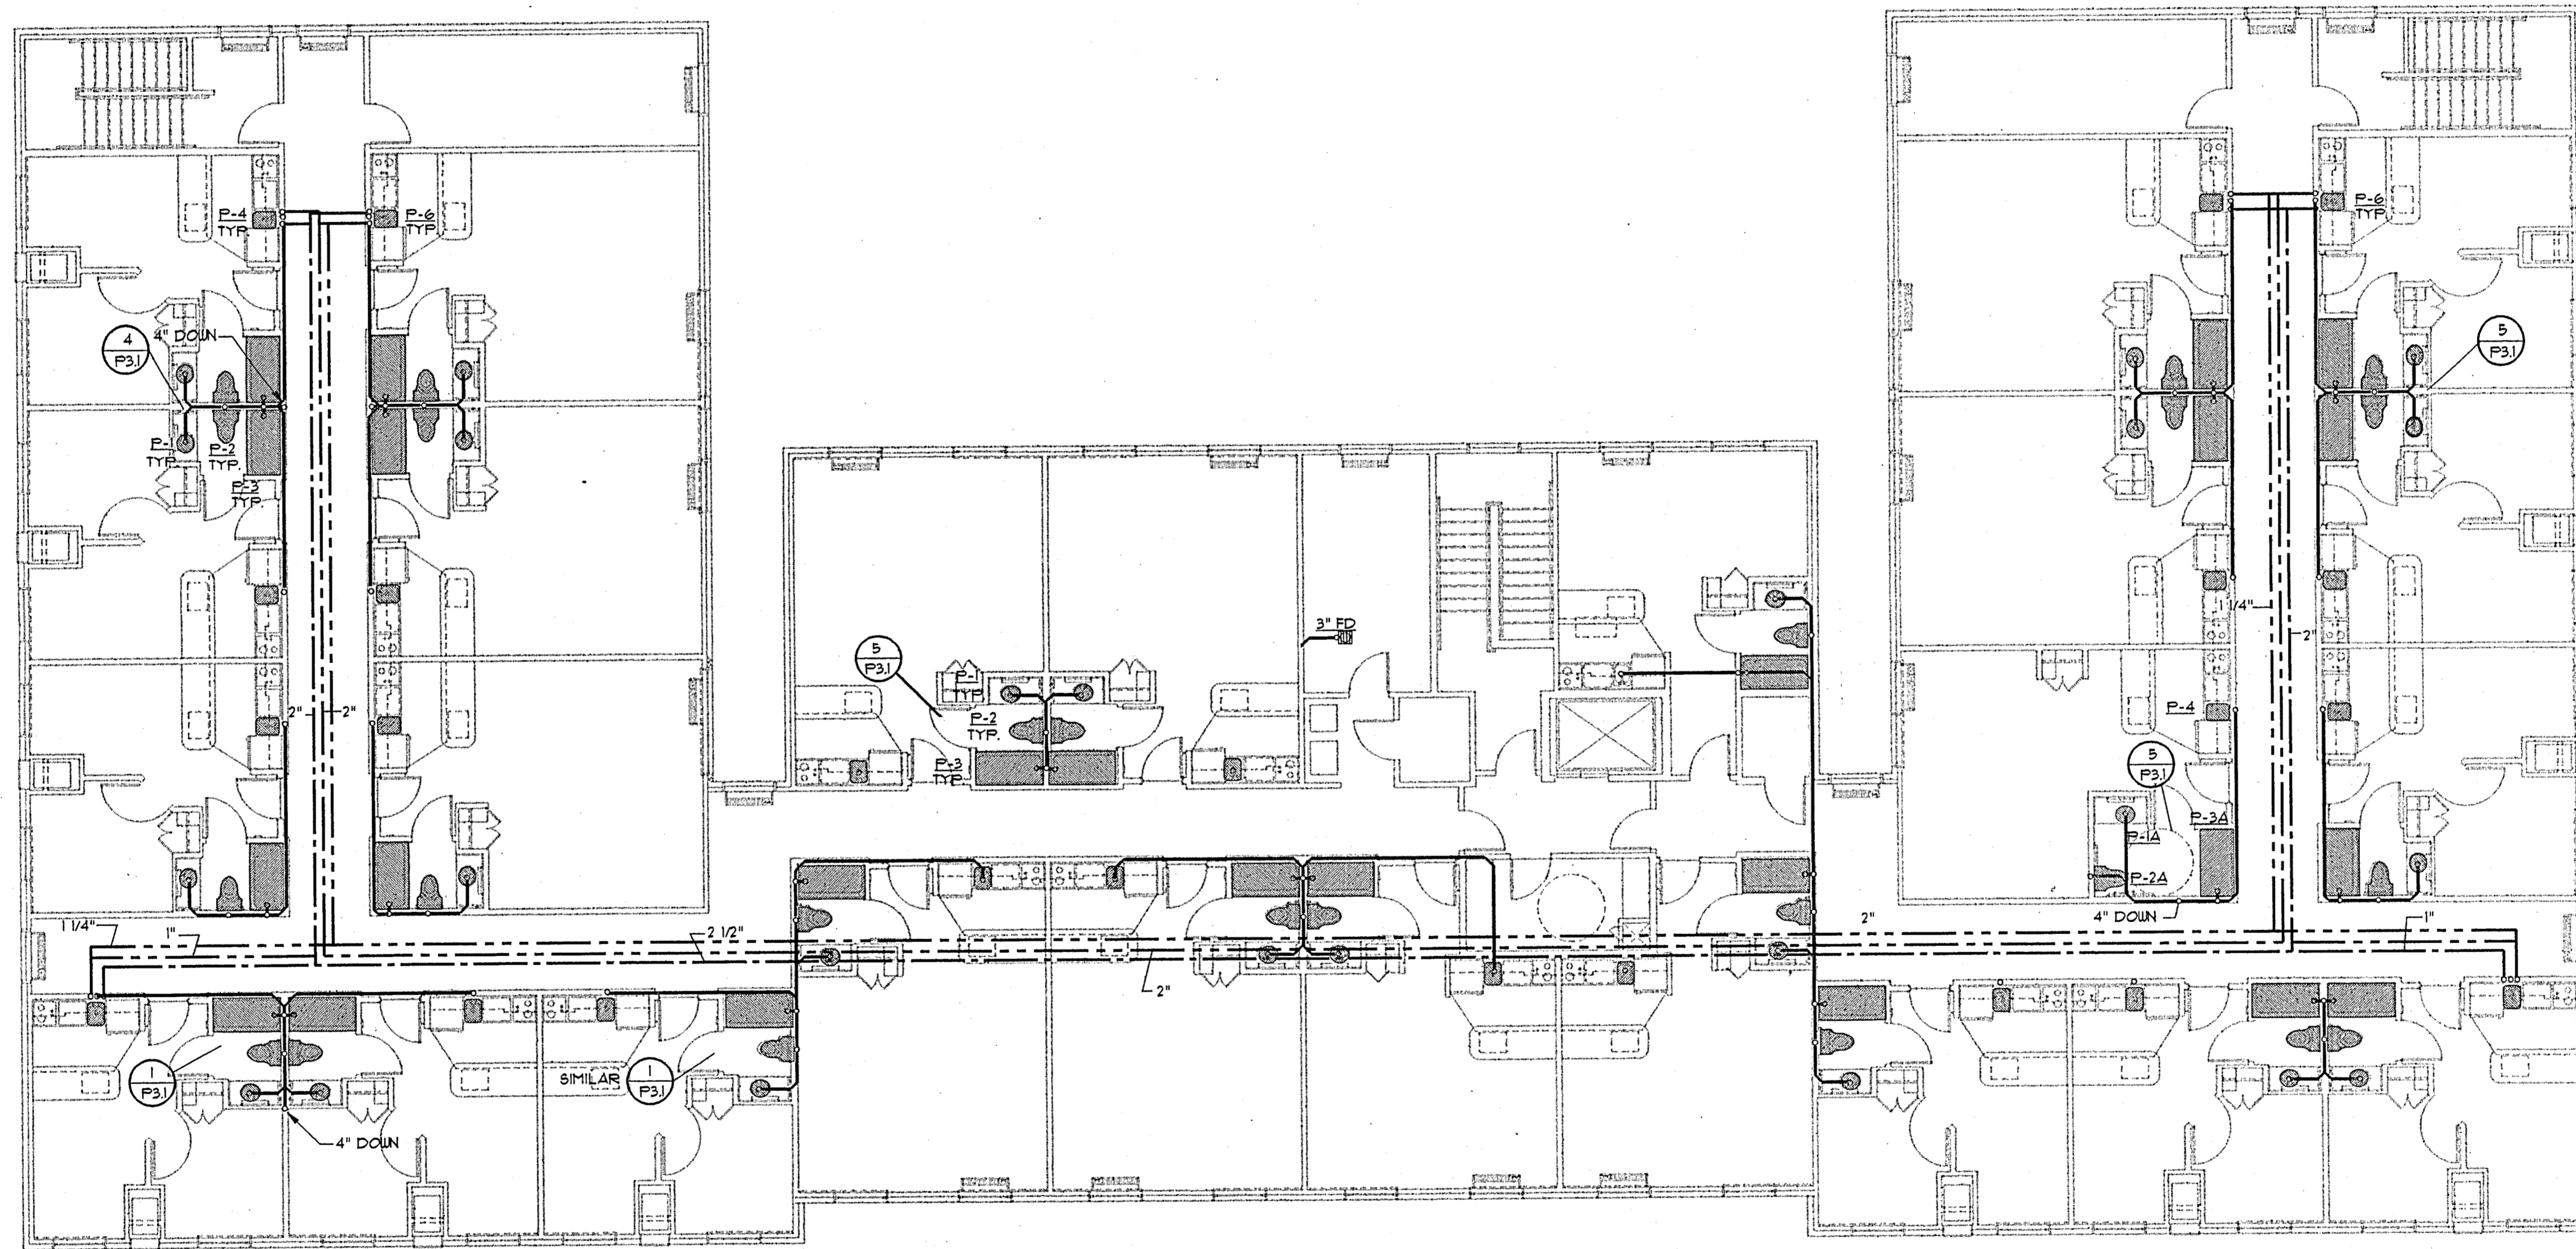 P-4
TYP.
P-6
TYP.
P-6
TYP.
4
P3.1
4" DOWN
5
P3.1
P-1
TYP.
P-2
TYP.
P-3
TYP.
1 1/4"
2"
3" FD
5
P3.1
P-1
TYP.
P-2
TYP.
P-3
TYP.
2"
2"
P-4
5
P3.1
P-3A
P-1A
P-2A
4" DOWN
1 1/4"
1"
2 1/2"
2"
2"
1"
1
P3.1
SIMILAR
1
P3.1
4" DOWN